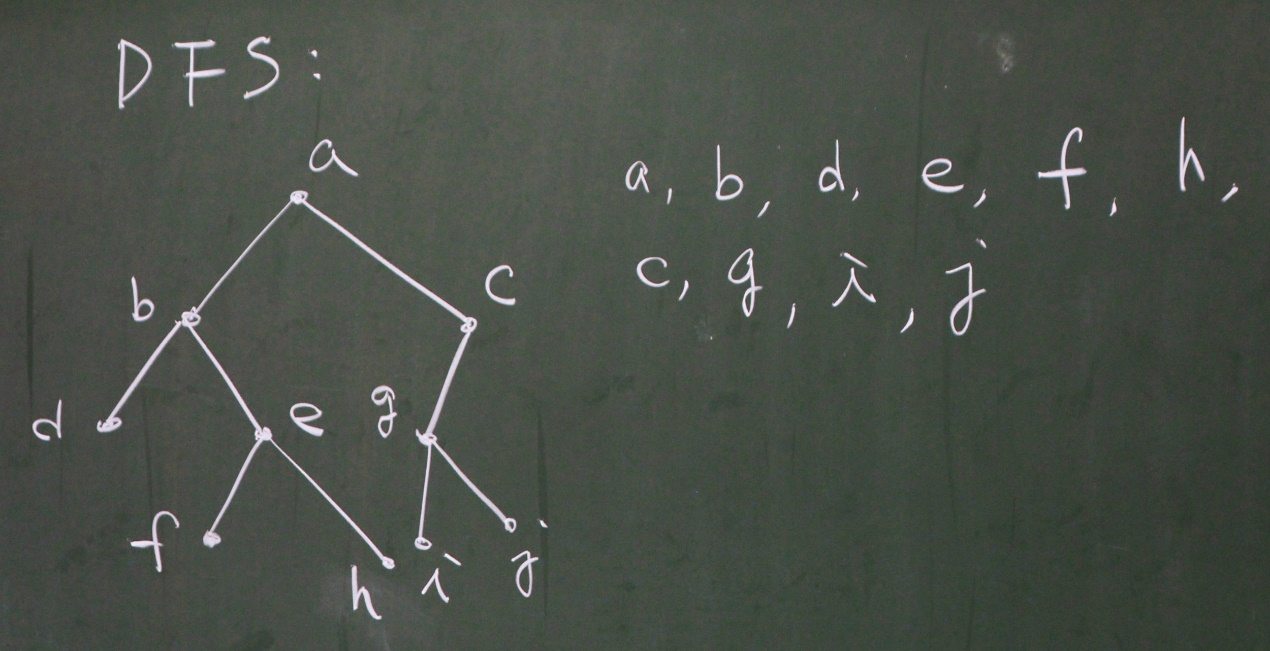 DFS:
a
a, b, d, e, f, h,
c, g, i, j
b
c
d
e
g
f
h
i
j